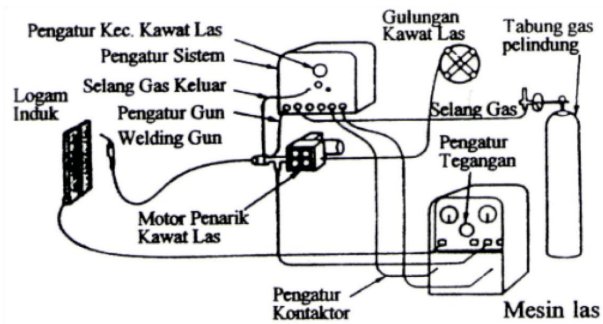 Pengatur Kec. Kawat Las
Pengatur Sistem
Selang Gas Keluar
Logam
Induk
Pengatur Gun
Welding Gun
Gulungan
Kawat Las
Tabung gas
pelindung
Selang Gas
Pengatur
Tegangan
Motor Penarik
Kawat Las
Pengatur
Kontaktor
Mesin las